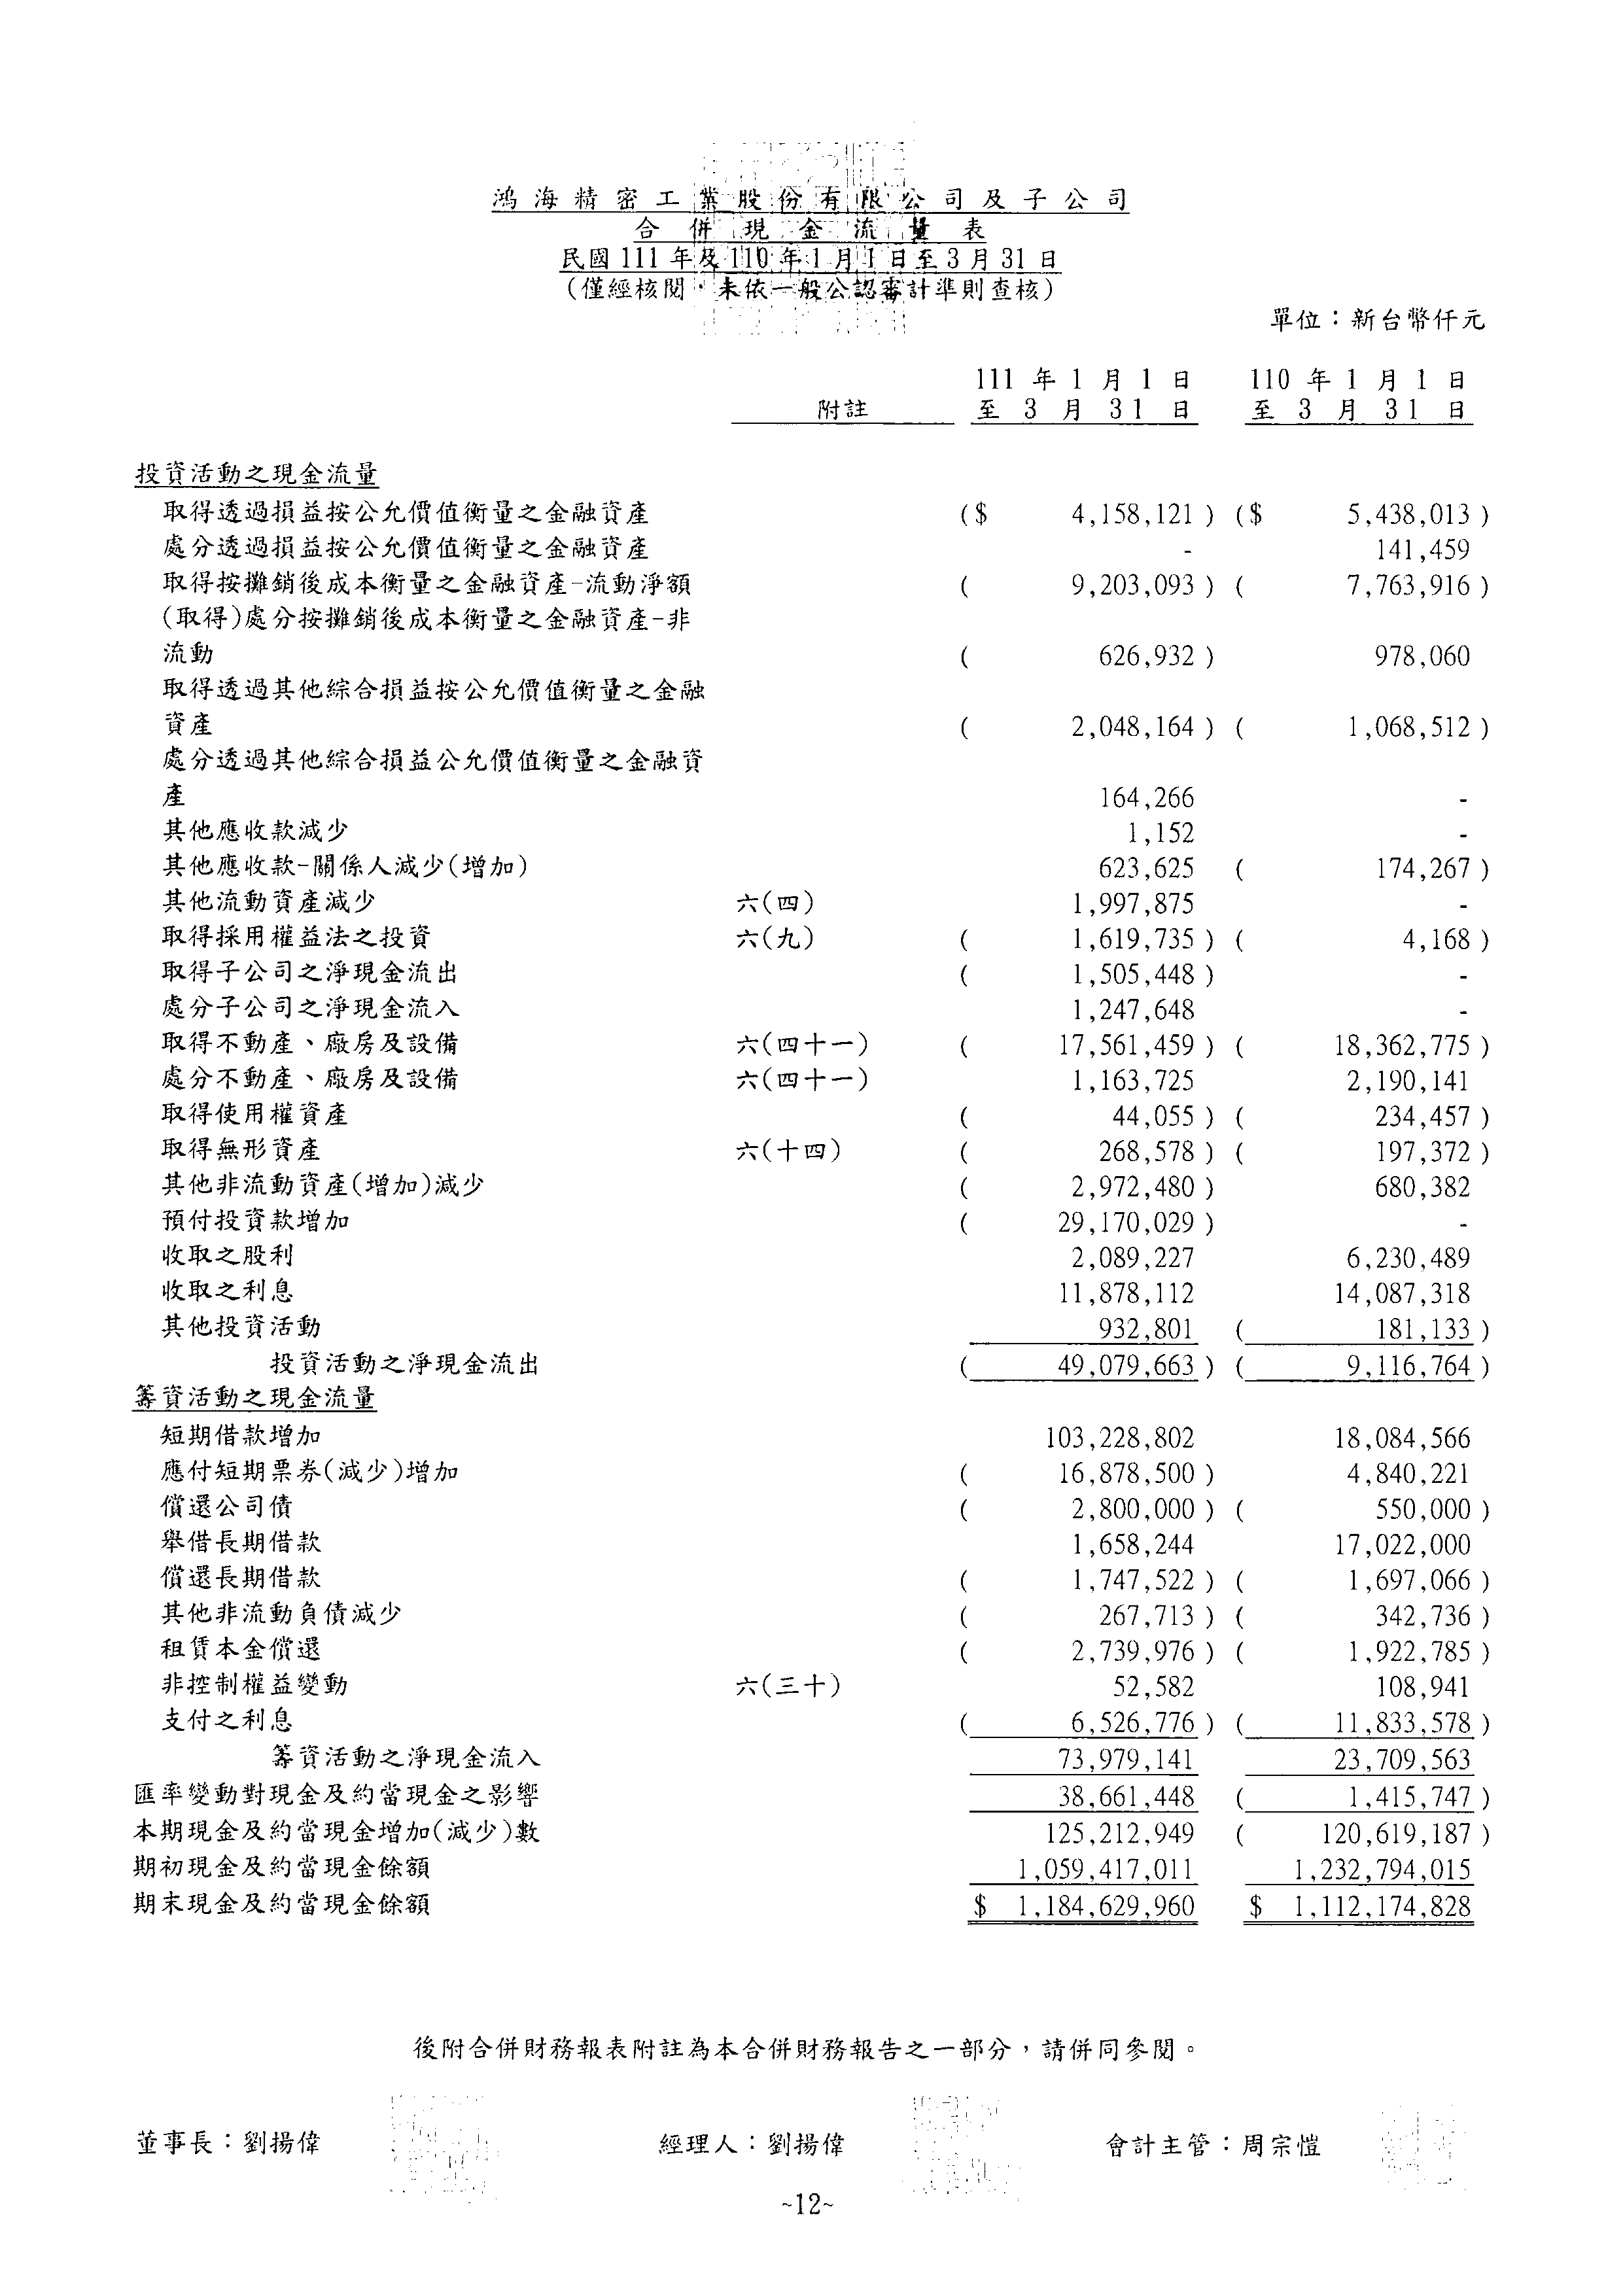 鴻海精密工業股份有限公司及子公司
合併現金流量表
民國111年及110年1月1日至3月31日
(僅經核閱,未依一般公認審計準則查核)
單位:新台幣仟元
111年1月1日 110年1月1日
附註 至3月31日 至3月31日
投資活動之現金流量
取得透過損益按公允價值衡量之金融資產 ($ 4,158,121) ($ 5,438,013)
處分透過損益按公允價值衡量之金融資產 - 141,459
取得按攤銷後成本衡量之金融資產-流動淨額 ( 9,203,093) ( 7,763,916)
(取得)處分按攤銷後成本衡量之金融資產-非
流動 ( 626,932) 978,060
取得透過其他綜合損益按公允價值衡量之金融
資產 ( 2,048,164) ( 1,068,512)
處分透過其他綜合損益公允價值衡量之金融資
產 164,266 -
其他應收款減少 1,152 -
其他應收款-關係人減少(增加) 623,625 ( 174,267)
其他流動資產減少 六(四) 1,997,875 -
取得採用權益法之投資 六(九) ( 1,619,735) ( 4,168)
取得子公司之淨現金流出 ( 1,505,448) -
處分子公司之淨現金流入 1,247,648 -
取得不動產、廠房及設備 六(四十一) ( 17,561,459) ( 18,362,775)
處分不動產、廠房及設備 六(四十一) 1,163,725 2,190,141
取得使用權資產 ( 44,055) ( 234,457)
取得無形資產 六(十四) ( 268,578) ( 197,372)
其他非流動資產(增加)減少 ( 2,972,480) 680,382
預付投資款增加 ( 29,170,029) -
收取之股利 2,089,227 6,230,489
收取之利息 11,878,112 14,087,318
其他投資活動 932,801 ( 181,133)
投資活動之淨現金流出 ( 49,079,663) ( 9,116,764)
籌資活動之現金流量
短期借款增加 103,228,802 18,084,566
應付短期票券(減少)增加 ( 16,878,500) 4,840,221
償還公司債 ( 2,800,000) ( 550,000)
舉借長期借款 1,658,244 17,022,000
償還長期借款 ( 1,747,522) ( 1,697,066)
其他非流動負債減少 ( 267,713) ( 342,736)
租賃本金償還 ( 2,739,976) ( 1,922,785)
非控制權益變動 六(三十) 52,582 108,941
支付之利息 ( 6,526,776) ( 11,833,578)
籌資活動之淨現金流入 73,979,141 23,709,563
匯率變動對現金及約當現金之影響 38,661,448 ( 1,415,747)
本期現金及約當現金增加(減少)數 125,212,949 ( 120,619,187)
期初現金及約當現金餘額 1,059,417,011 1,232,794,015
期末現金及約當現金餘額 $ 1,184,629,960 $ 1,112,174,828
後附合併財務報表附註為本合併財務報告之一部分,請併同參閱。
董事長:劉揚偉 經理人:劉揚偉 會計主管:周宗愷
~12~